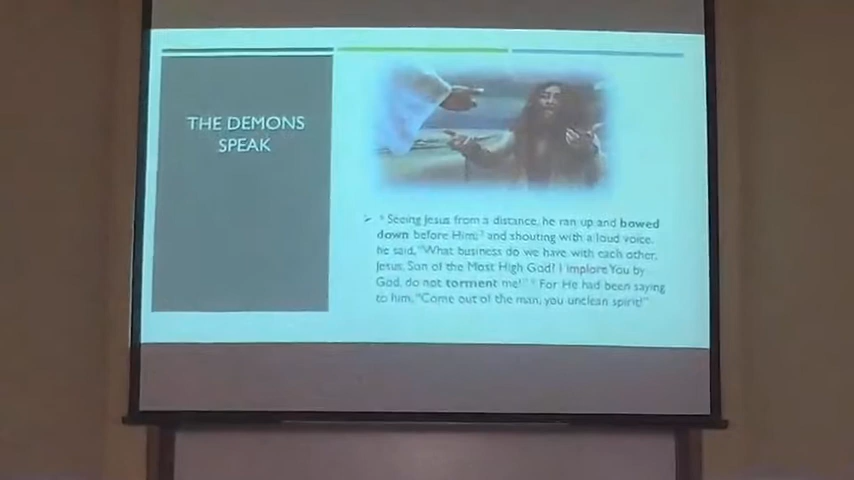 THE DEMONS
SPEAK
➢ ⁶ Seeing Jesus from a distance, he ran up and bowed
down before Him; ⁷ and shouting with a loud voice,
he said, "What business do we have with each other,
Jesus, Son of the Most High God? I implore You by
God, do not torment me!" ⁸ For He had been saying
to him, "Come out of the man, you unclean spirit!"